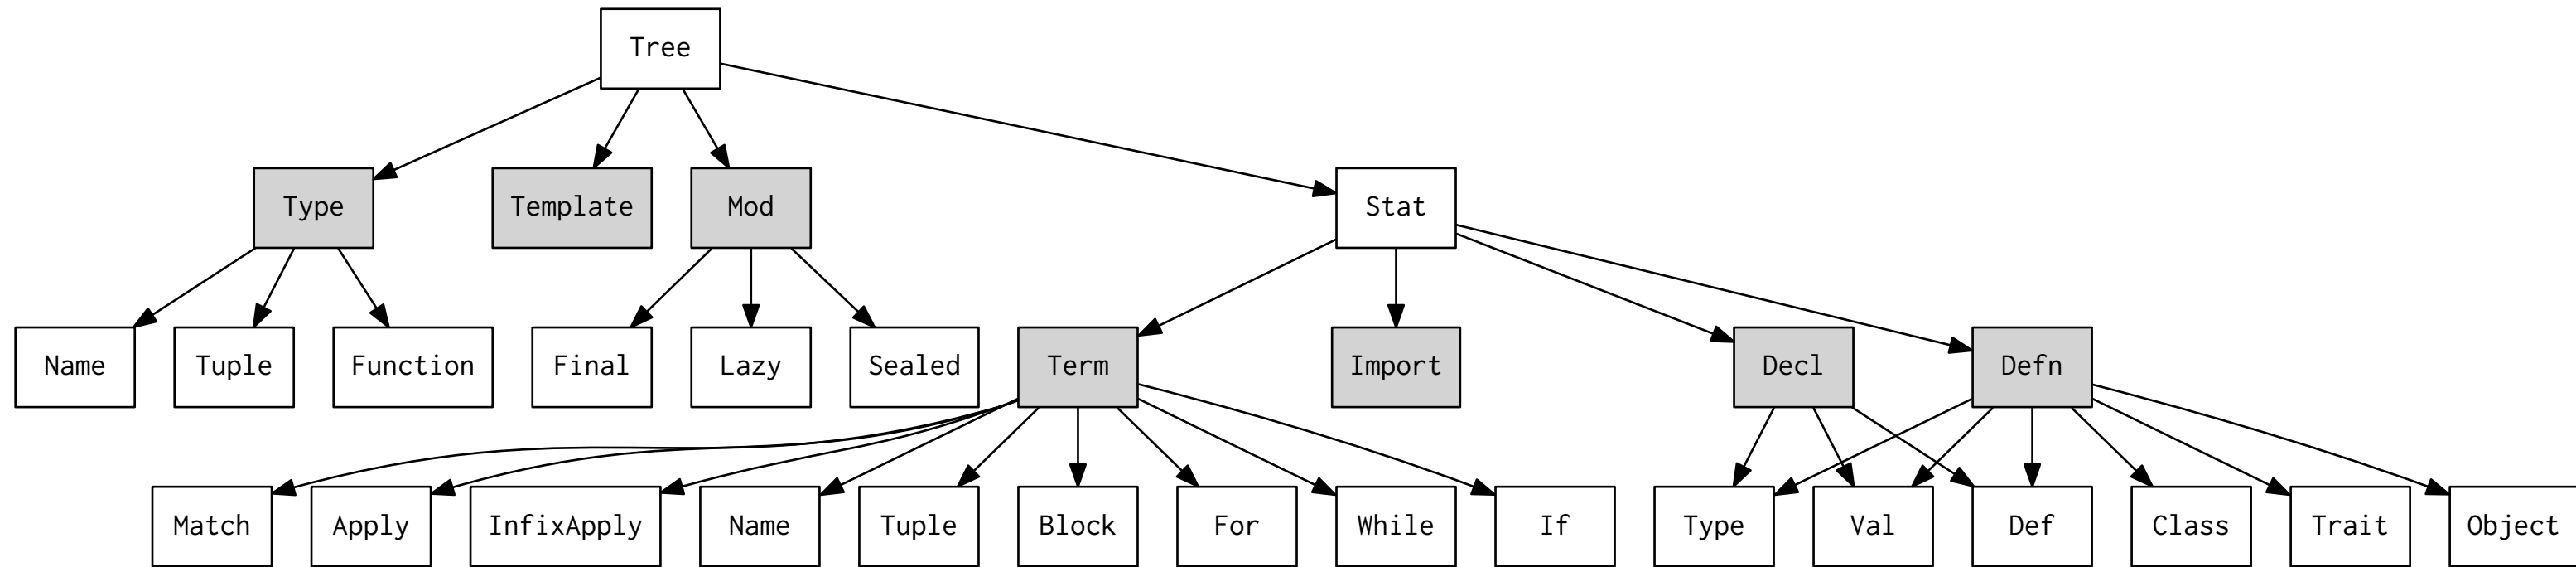 Tree
Type
Template
Mod
Stat
Name
Tuple
Function
Final
Lazy
Sealed
Term
Import
Decl
Defn
Match
Apply
InfixApply
Name
Tuple
Block
For
While
If
Type
Val
Def
Class
Trait
Object